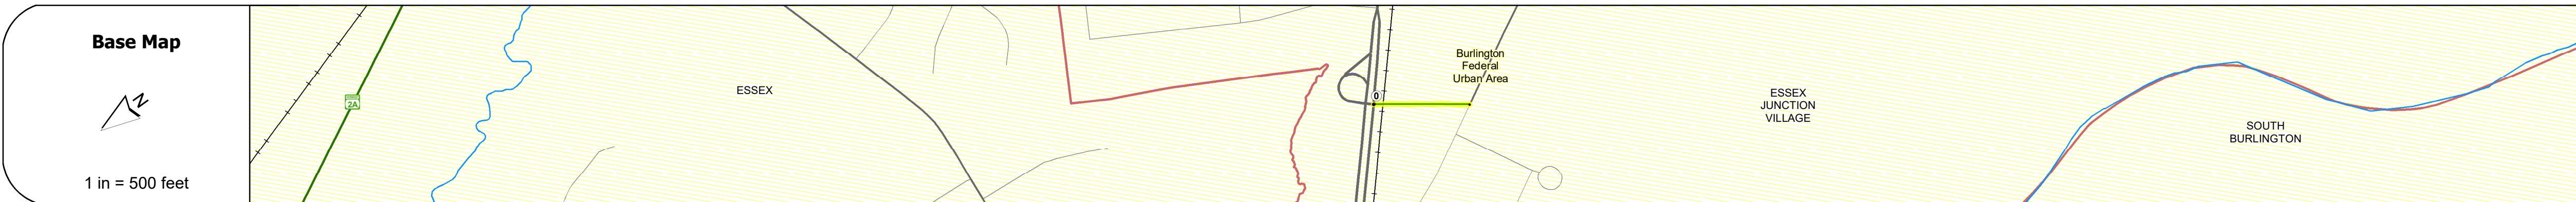 Base Map
N
1 in = 500 feet
2A
ESSEX
0
Burlington
Federal
Urban Area
ESSEX
JUNCTION
VILLAGE
SOUTH
BURLINGTON